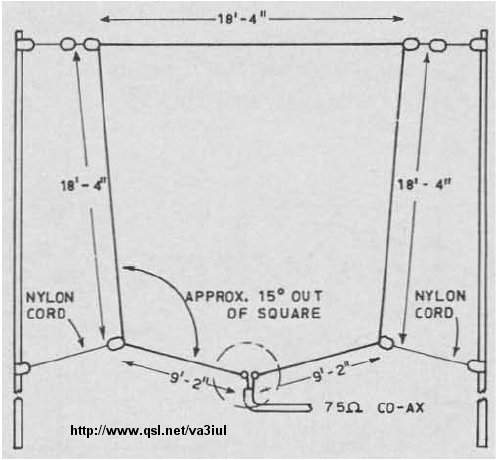 18'-4"
18'-4"
18'-4"
APPROX. 15° OUT
OF SQUARE
NYLON
CORD
NYLON
CORD
9'-2"
9'-2"
75Ω CO-AX
http://www.qsl.net/va3iul